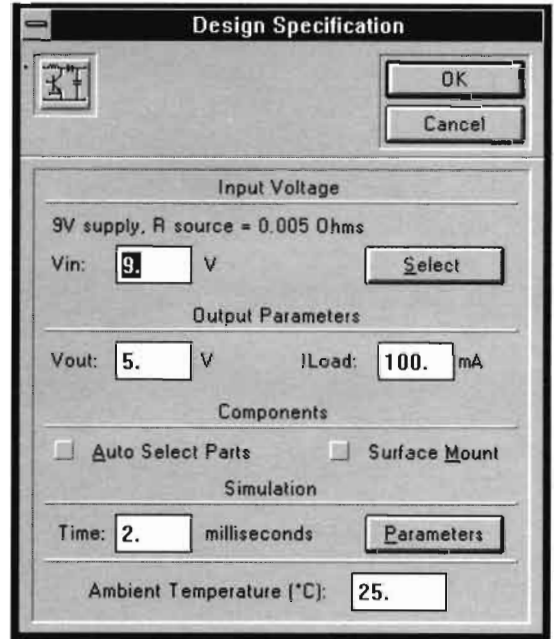 Design Specification
OK
Cancel
Input Voltage
9V supply, R source = 0.005 Ohms
Vin: 9. V Select
Output Parameters
Vout: 5. V ILoad: 100. mA
Components
Auto Select Parts Surface Mount
Simulation
Time: 2. milliseconds Parameters
Ambient Temperature (°C): 25.